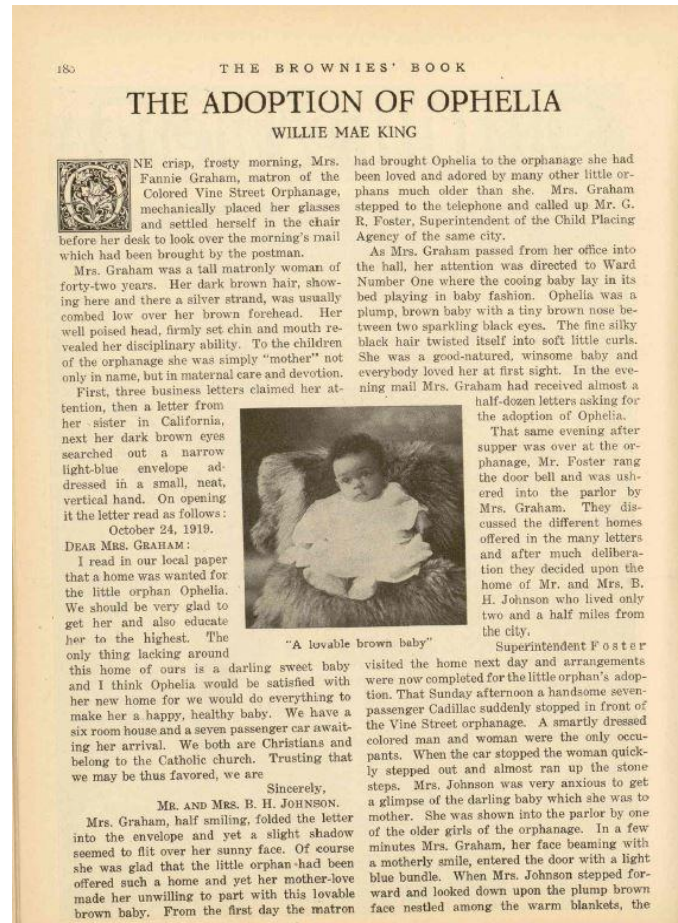 THE BROWNIES' BOOK
THE ADOPTION OF OPHELIA
WILLIE MAE KING
ONE crisp, frosty morning, Mrs.
Fannie Graham, matron of the
Colored Vine Street Orphanage,
mechanically placed her glasses
and settled herself in the chair
before her desk to look over the morning's mail
which had been brought by the postman.
Mrs. Graham was a tall matronly woman of
forty-two years. Her dark brown hair, show-
ing here and there a silver strand, was usually
combed low over her brown forehead. Her
well poised head, firmly set chin and mouth re-
vealed her disciplinary ability. To the children
of the orphanage she was simply "mother" not
only in name, but in maternal care and devotion.
First, three business letters claimed her at-
tention, then a letter from
her sister in California,
next her dark brown eyes
searched out a narrow
light-blue envelope ad-
dressed in a small, neat,
vertical hand. On opening
it the letter read as follows:
October 24, 1919.
DEAR MRS. GRAHAM:
I read in our local paper
that a home was wanted for
the little orphan Ophelia.
We should be very glad to
get her and also educate
her to the highest. The
only thing lacking around
this home of ours is a darling sweet baby
and I think Ophelia would be satisfied with
her new home for we would do everything to
make her a happy, healthy baby. We have a
six room house and a seven passenger car await-
ing her arrival. We both are Christians and
belong to the Catholic church. Trusting that
we may be thus favored, we are
Sincerely,
MR. AND MRS. B. H. JOHNSON.
Mrs. Graham, half smiling, folded the letter
into the envelope and yet a slight shadow
seemed to flit over her sunny face. Of course
she was glad that the little orphan had been
offered such a home and yet her mother-love
made her unwilling to part with this lovable
brown baby. From the first day the matron
had brought Ophelia to the orphanage she had
been loved and adored by many other little or-
phans much older than she. Mrs. Graham
stepped to the telephone and called up Mr. G.
R. Foster, Superintendent of the Child Placing
Agency of the same city.
As Mrs. Graham passed from her office into
the hall, her attention was directed to Ward
Number One where the cooing baby lay in its
bed playing in baby fashion. Ophelia was a
plump, brown baby with a tiny brown nose be-
tween two sparkling black eyes. The fine silky
black hair twisted itself into soft little curls.
She was a good-natured, winsome baby and
everybody loved her at first sight. In the eve-
ning mail Mrs. Graham had received almost a
half-dozen letters asking for
the adoption of Ophelia.
That same evening after
supper was over at the or-
phanage, Mr. Foster rang
the door bell and was ush-
ered into the parlor by
Mrs. Graham. They dis-
cussed the different homes
offered in the many letters
and after much delibera-
tion they decided upon the
home of Mr. and Mrs. B.
H. Johnson who lived only
two and a half miles from
the city.
Superintendent Foster
visited the home next day and arrangements
were now completed for the little orphan's adop-
tion. That Sunday afternoon a handsome seven-
passenger Cadillac suddenly stopped in front of
the Vine Street orphanage. A smartly dressed
colored man and woman were the only occu-
pants. When the car stopped the woman quick-
ly stepped out and almost ran up the stone
steps. Mrs. Johnson was very anxious to get
a glimpse of the darling baby which she was to
mother. She was shown into the parlor by one
of the older girls of the orphanage. In a few
minutes Mrs. Graham, her face beaming with
a motherly smile, entered the door with a light
blue bundle. When Mrs. Johnson stepped for-
ward and looked down upon the plump brown
face nestled among the warm blankets, the
"A lovable brown baby"